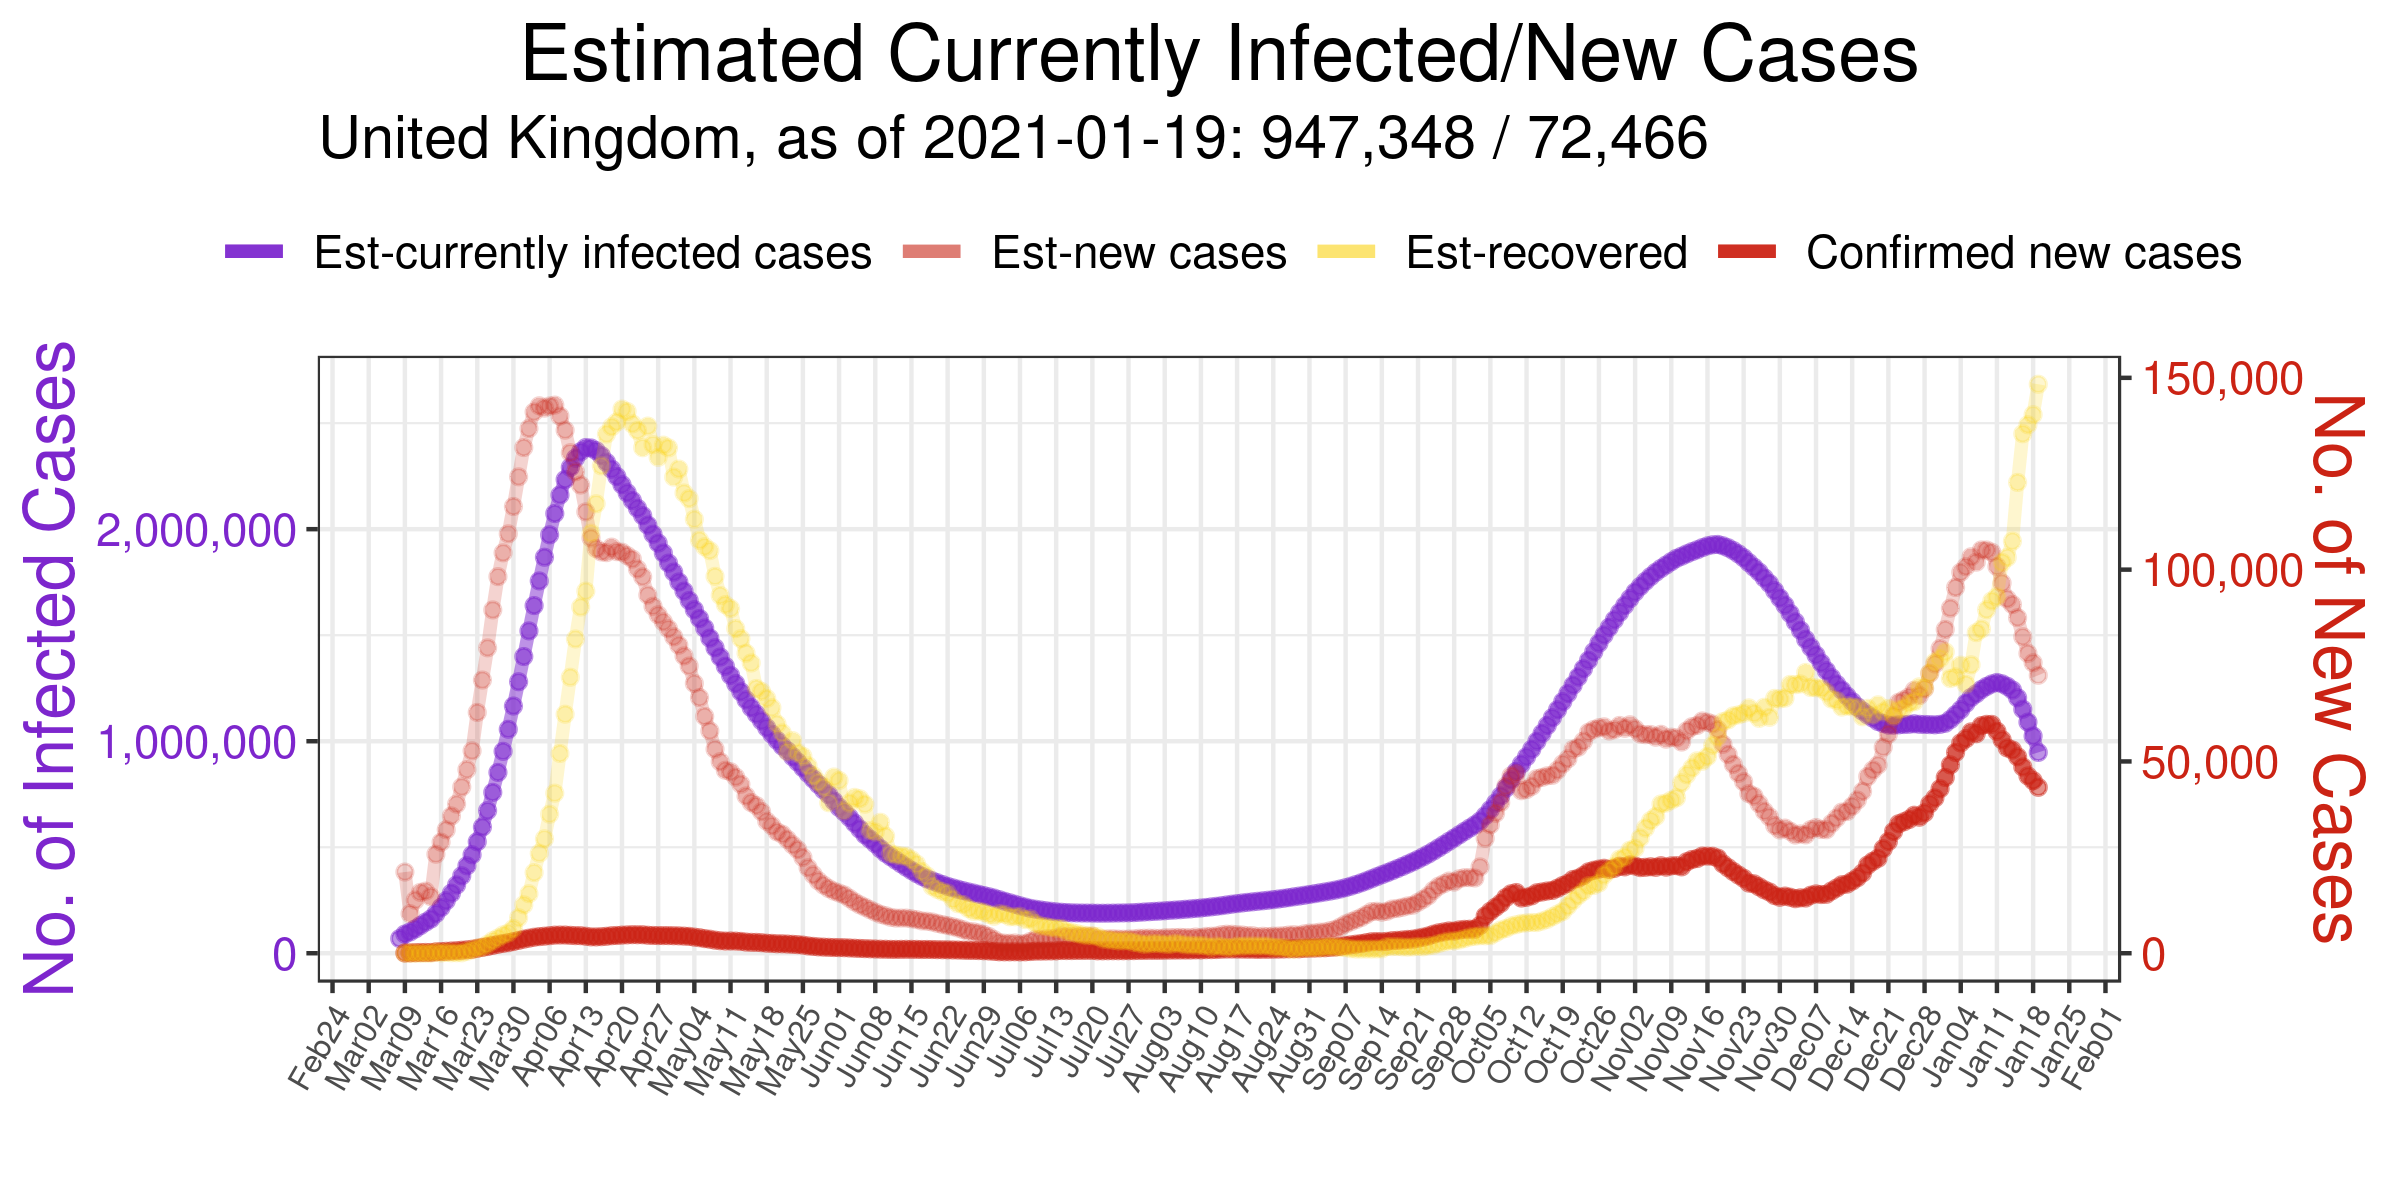 Estimated Currently Infected/New Cases
United Kingdom, as of 2021-01-19: 947,348 / 72,466
Est-currently infected cases Est-new cases Est-recovered Confirmed new cases
No. of Infected Cases
2,000,000
1,000,000
0
150,000
100,000
50,000
0
No. of New Cases
Feb24 Mar02 Mar09 Mar16 Mar23 Mar30 Apr06 Apr13 Apr20 Apr27 May04 May11 May18 May25 Jun01 Jun08 Jun15 Jun22 Jun29 Jul06 Jul13 Jul20 Jul27 Aug03 Aug10 Aug17 Aug24 Aug31 Sep07 Sep14 Sep21 Sep28 Oct05 Oct12 Oct19 Oct26 Nov02 Nov09 Nov16 Nov23 Nov30 Dec07 Dec14 Dec21 Dec28 Jan04 Jan11 Jan18 Jan25 Feb01